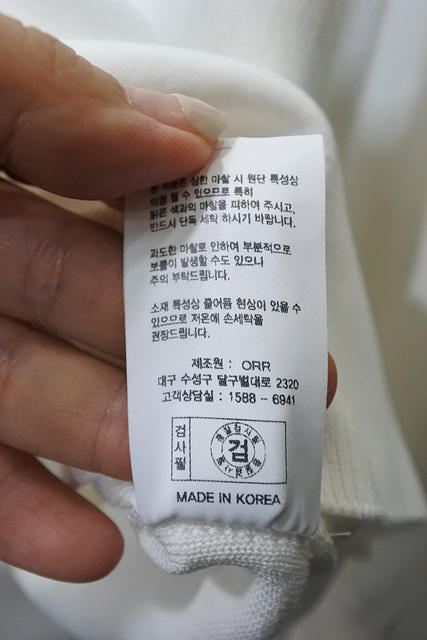 본 제품은 심한 마찰 시 원단 특성상
이염 될 수 있으므로 특히
밝은 색과의 마찰을 피하여 주시고,
반드시 단독 세탁 하시기 바랍니다.
과도한 마찰로 인하여 부분적으로
보풀이 발생할 수도 있으니
주의 부탁드립니다.
소재 특성상 줄어듬 현상이 있을 수
있으므로 저온에 손세탁을
권장드립니다.
제조원 : ORR
대구 수성구 달구벌대로 2320
고객상담실 : 1588 - 6941
검사필
검
MADE IN KOREA